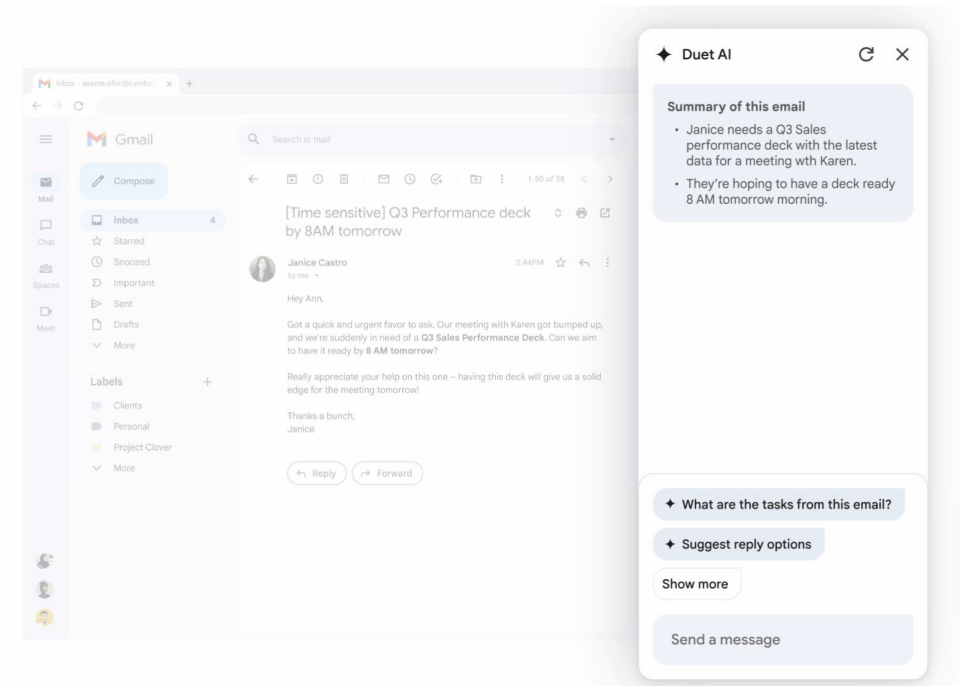 Inbox - asante.ofori@cymbal
Gmail
Search in mail
Compose
Mail
Chat
Spaces
Meet
Inbox 4
Starred
Snoozed
Important
Sent
Drafts
More
Labels +
Clients
Personal
Project Clover
More
1-50 of 58
[Time sensitive] Q3 Performance deck
by 8AM tomorrow
Janice Castro 2:44PM
to me
Hey Ann,
Got a quick and urgent favor to ask. Our meeting with Karen got bumped up,
and we're suddenly in need of a Q3 Sales Performance Deck. Can we aim
to have it ready by 8 AM tomorrow?
Really appreciate your help on this one – having this deck will give us a solid
edge for the meeting tomorrow!
Thanks a bunch,
Janice
Reply
Forward
Duet AI
Summary of this email
• Janice needs a Q3 Sales
performance deck with the latest
data for a meeting wth Karen.
• They're hoping to have a deck ready
8 AM tomorrow morning.
What are the tasks from this email?
Suggest reply options
Show more
Send a message